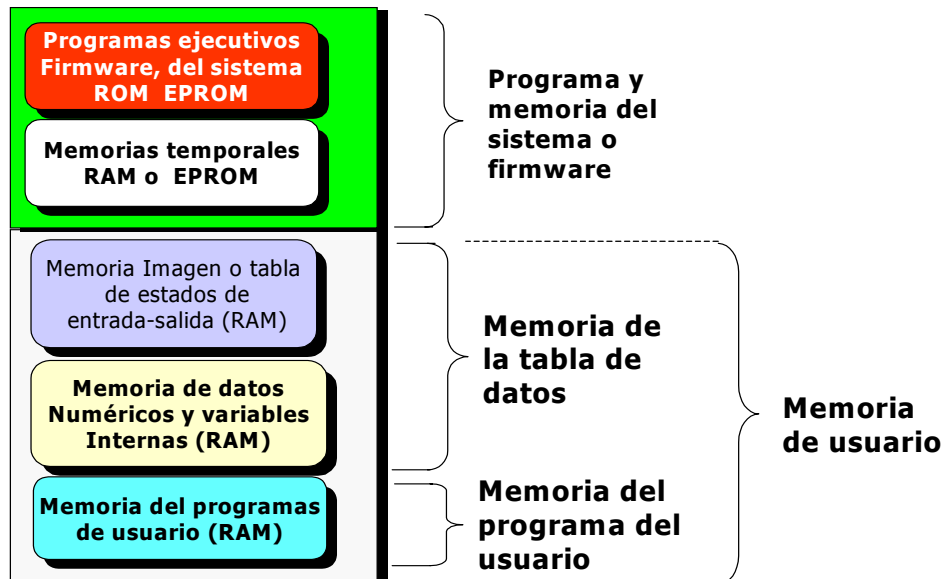 Programas ejecutivos
Firmware, del sistema
ROM EPROM
Memorias temporales
RAM o EPROM
Programa y
memoria del
sistema o
firmware
Memoria Imagen o tabla
de estados de
entrada-salida (RAM)
Memoria de datos
Numéricos y variables
Internas (RAM)
Memoria de
la tabla de
datos
Memoria del programas
de usuario (RAM)
Memoria del
programa del
usuario
Memoria
de usuario